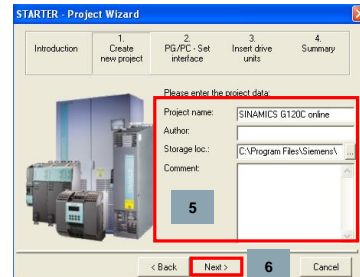 STARTER - Project Wizard
Introduction
1.
Create
new project
2.
PG/PC - Set
interface
3.
Insert drive
units
4.
Summary
Please enter the project data:
Project name: SINAMICS G120C online
Author:
Storage loc.: C:\Program Files\Siemens\ ...
Comment:
5
< Back Next > 6 Cancel